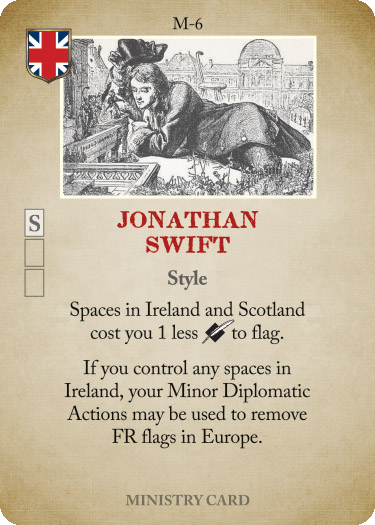 M-6
S
JONATHAN
SWIFT
Style
Spaces in Ireland and Scotland
cost you 1 less to flag.
If you control any spaces in
Ireland, your Minor Diplomatic
Actions may be used to remove
FR flags in Europe.
MINISTRY CARD